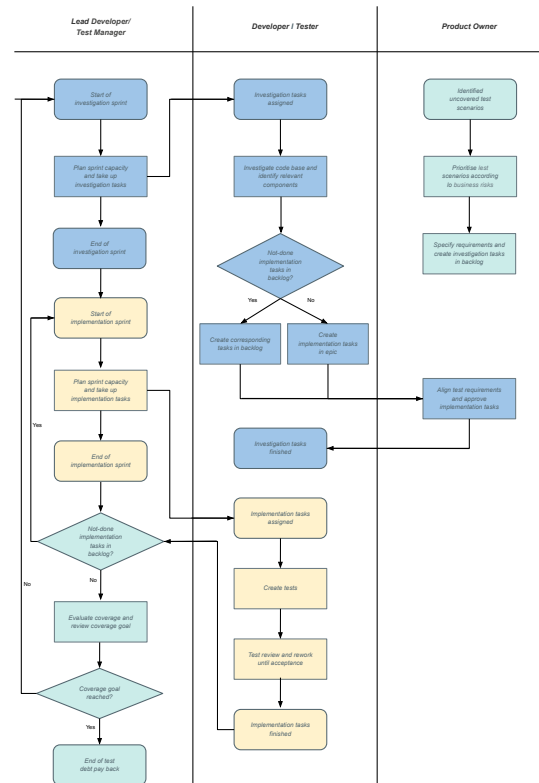 Lead Developer/
Test Manager
Developer / Tester
Product Owner
Start of
investigation sprint
Investigation tasks
assigned
Identified
uncovered test
scenarios
Plan sprint capacity
and take up
investigation tasks
Investigate code base and
identify relevant
components
Prioritise test
scenarios according
to business risks
End of
investigation sprint
Not-done
implementation
tasks in
backlog?
Specify requirements and
create investigation tasks
in backlog
Yes
No
Start of
implementation sprint
Create corresponding
tasks in backlog
Create
implementation tasks
in epic
Plan sprint capacity
and take up
implementation tasks
Align test requirements
and approve
implementation tasks
Yes
End of
implementation sprint
Investigation tasks
finished
Not-done
implementation
tasks in
backlog?
Implementation tasks
assigned
No
No
Create tests
Evaluate coverage and
review coverage goal
Test review and rework
until acceptance
Coverage goal
reached?
Implementation tasks
finished
Yes
End of test
debt pay back